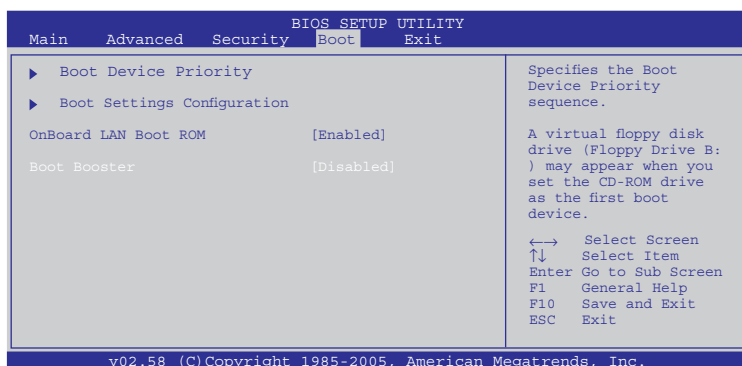 BIOS SETUP UTILITY
Main Advanced Security Boot Exit
Boot Device Priority
Boot Settings Configuration
OnBoard LAN Boot ROM [Enabled]
Boot Booster [Disabled]
Specifies the Boot
Device Priority
sequence.
A virtual floppy disk
drive (Floppy Drive B:
) may appear when you
set the CD-ROM drive
as the first boot
device.
←→ Select Screen
↑↓ Select Item
Enter Go to Sub Screen
F1 General Help
F10 Save and Exit
ESC Exit
v02.58 (C)Copyright 1985-2005, American Megatrends, Inc.